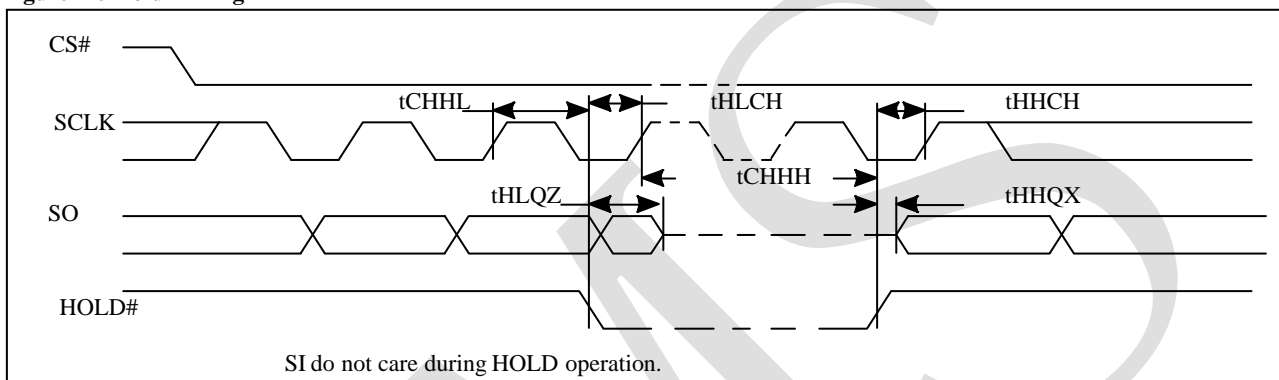 CS#
tCHHL
tHLCH
tHHCH
SCLK
tCHHH
tHLQZ
tHHQX
SO
HOLD#
SI do not care during HOLD operation.